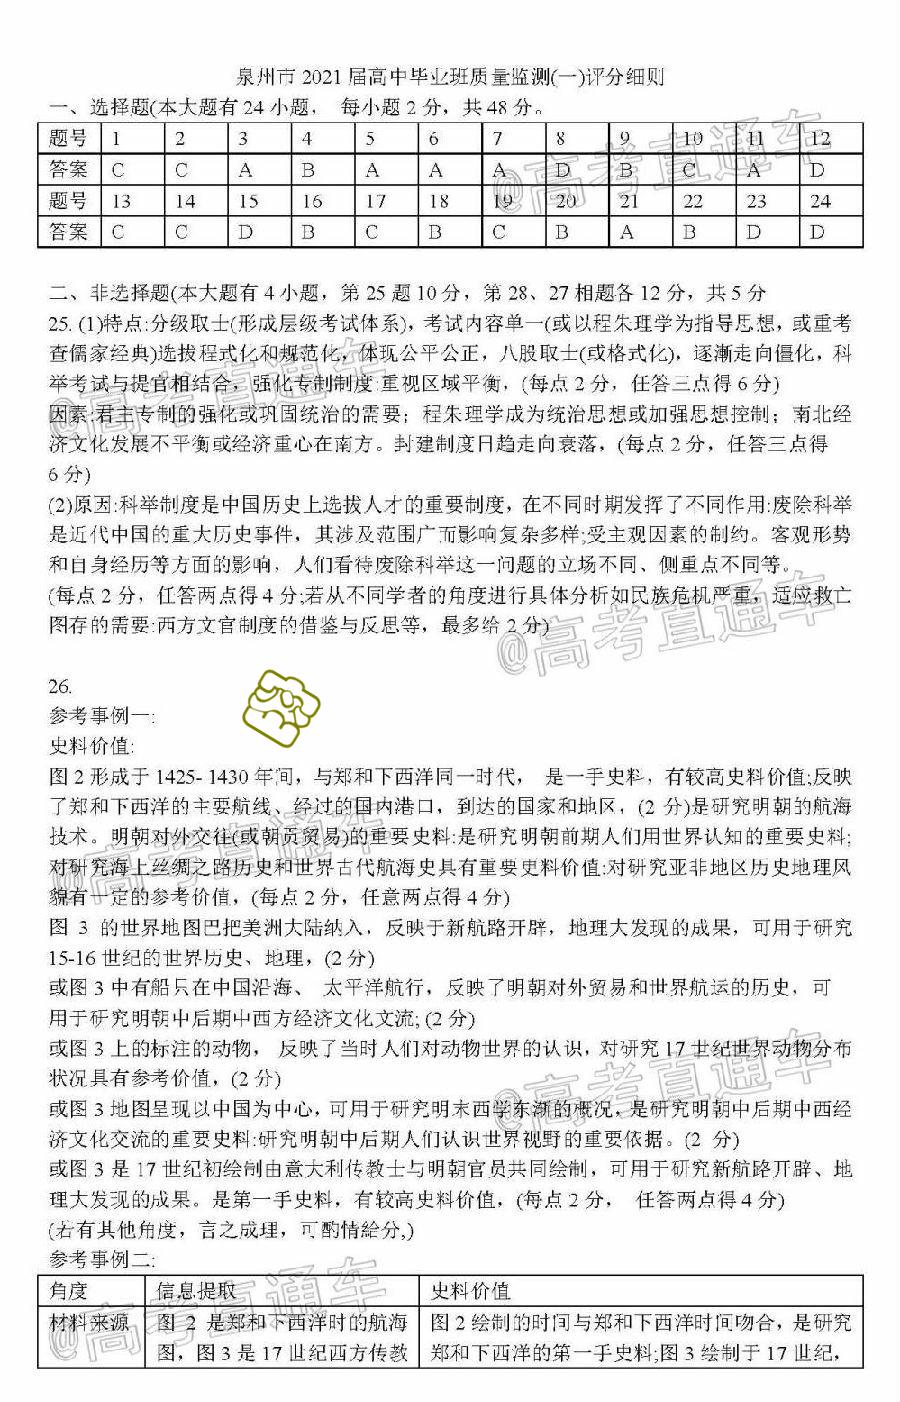 泉州市 2021 届高中毕业班质量监测(一)评分细则
一、选择题(本大题有 24 小题， 每小题 2 分，共 48 分。
题号 1 2 3 4 5 6 7 8 9 10 11 12
答案 C C A B A A A D B C A D
题号 13 14 15 16 17 18 19 20 21 22 23 24
答案 C C D B C B C B A B D D
二、非选择题(本大题有 4 小题，第 25 题 10 分，第 28、27 相题各 12 分，共 5 分
25. (1)特点:分级取士(形成层级考试体系)，考试内容单一(或以程朱理学为指导思想，或重考
查儒家经典)选拔程式化和规范化，体现公平公正，八股取士(或格式化)，逐渐走向僵化，科
举考试与提官相结合，强化专制制度 重视区域平衡，(每点 2 分，任答三点得 6 分)
因素:君主专制的强化或巩固统治的需要；程朱理学成为统治思想或加强思想控制；南北经
济文化发展不平衡或经济重心在南方。封建制度日趋走向衰落，(每点 2 分，任答三点得
6 分)
(2)原因:科举制度是中国历史上选拔人才的重要制度，在不同时期发挥了不同作用:废除科举
是近代中国的重大历史事件，其涉及范围广而影响复杂多样;受主观因素的制约。客观形势
和自身经历等方面的影响，人们看待废除科举这一问题的立场不同、侧重点不同等。
(每点 2 分，任答两点得 4 分;若从不同学者的角度进行具体分析如民族危机严重，适应救亡
图存的需要:西方文官制度的借鉴与反思等，最多给 2 分)
26.
参考事例一:
史料价值:
图 2 形成于 1425- 1430 年间，与郑和下西洋同一时代， 是一手史料，有较高史料价值;反映
了郑和下西洋的主要航线、经过的国内港口，到达的国家和地区，(2 分)是研究明朝的航海
技术。明朝对外交往(或朝贡贸易)的重要史料:是研究明朝前期人们用世界认知的重要史料;
对研究海上丝绸之路历史和世界古代航海史具有重要史料价值:对研究亚非地区历史地理风
貌有一定的参考价值，(每点 2 分，任意两点得 4 分)
图 3 的世界地图巴把美洲大陆纳入，反映于新航路开辟，地理大发现的成果，可用于研究
15-16 世纪的世界历史、地理，(2 分)
或图 3 中有船只在中国沿海、 太平洋航行，反映了明朝对外贸易和世界航运的历史，可
用于研究明朝中后期中西方经济文化文流; (2 分)
或图 3 上的标注的动物， 反映了当时人们对动物世界的认识，对研究 17 世纪世界动物分布
状况具有参考价值，(2 分)
或图 3 地图呈现以中国为中心，可用于研究明末西学东渐的概况，是研究明朝中后期中西经
济文化交流的重要史料:研究明朝中后期人们认识世界视野的重要依据。(2 分)
或图 3 是 17 世纪初绘制由意大利传教士与明朝官员共同绘制，可用于研究新航路开辟、地
理大发现的成果。是第一手史料，有较高史料价值，(每点 2 分， 任答两点得 4 分)
(若有其他角度，言之成理，可酌情給分,)
参考事例二:
角度 信息提取 史料价值
材料来源 图 2 是郑和下西洋时的航海 图 2 绘制的时间与郑和下西洋时间吻合，是研究
图，图 3 是 17 世纪西方传教 郑和下西洋的第一手史料;图 3 绘制于 17 世纪，
@高考直通车
@高考直通车
@高考直通车
@高考直通车
@高考直通车
@高考直通车